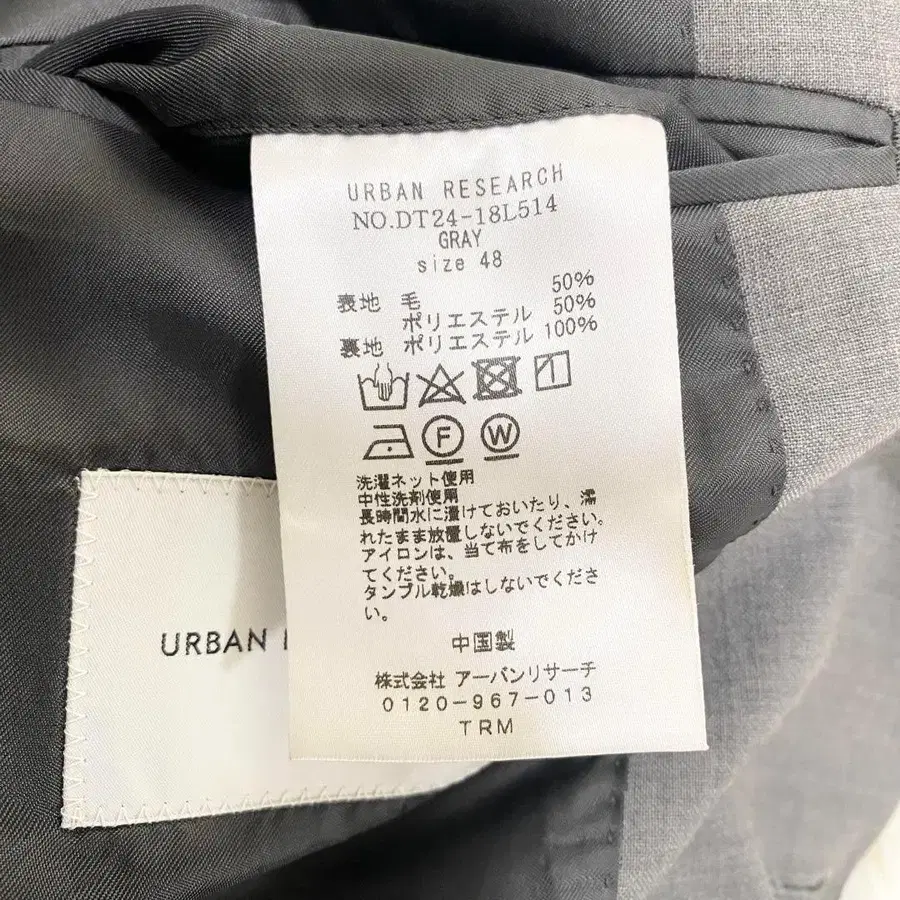 URBAN RESEARCH
NO.DT24-18L514
GRAY
size 48
表地 毛 50%
ポリエステル 50%
裏地 ポリエステル 100%
F W
洗濯ネット使用
中性洗剤使用
長時間水に漬けておいたり、濡
れたまま放置しないでください。
アイロンは、当て布をしてかけ
てください。
タンブル乾燥はしないでくださ
い。
中国製
株式会社 アーバンリサーチ
0120-967-013
TRM
URBAN